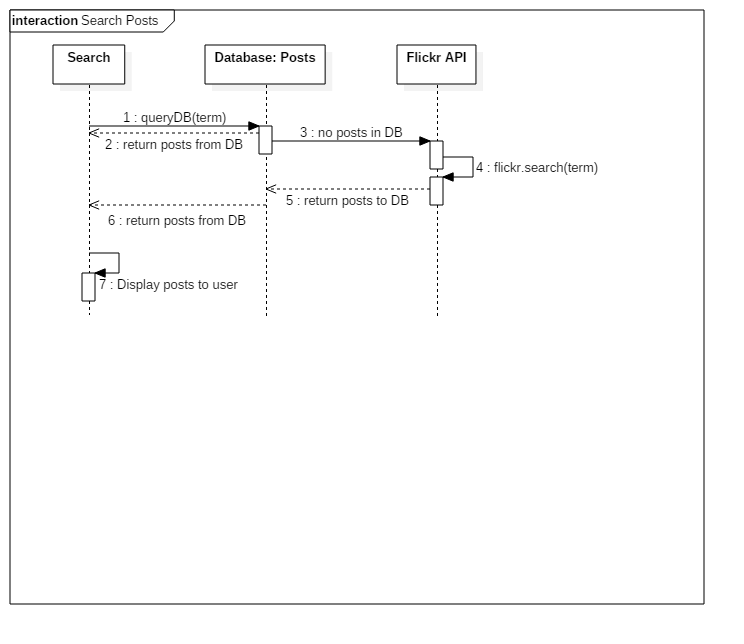 interaction Search Posts
Search
Database: Posts
Flickr API
1 : queryDB(term)
2 : return posts from DB
3 : no posts in DB
4 : flickr.search(term)
5 : return posts to DB
6 : return posts from DB
7 : Display posts to user